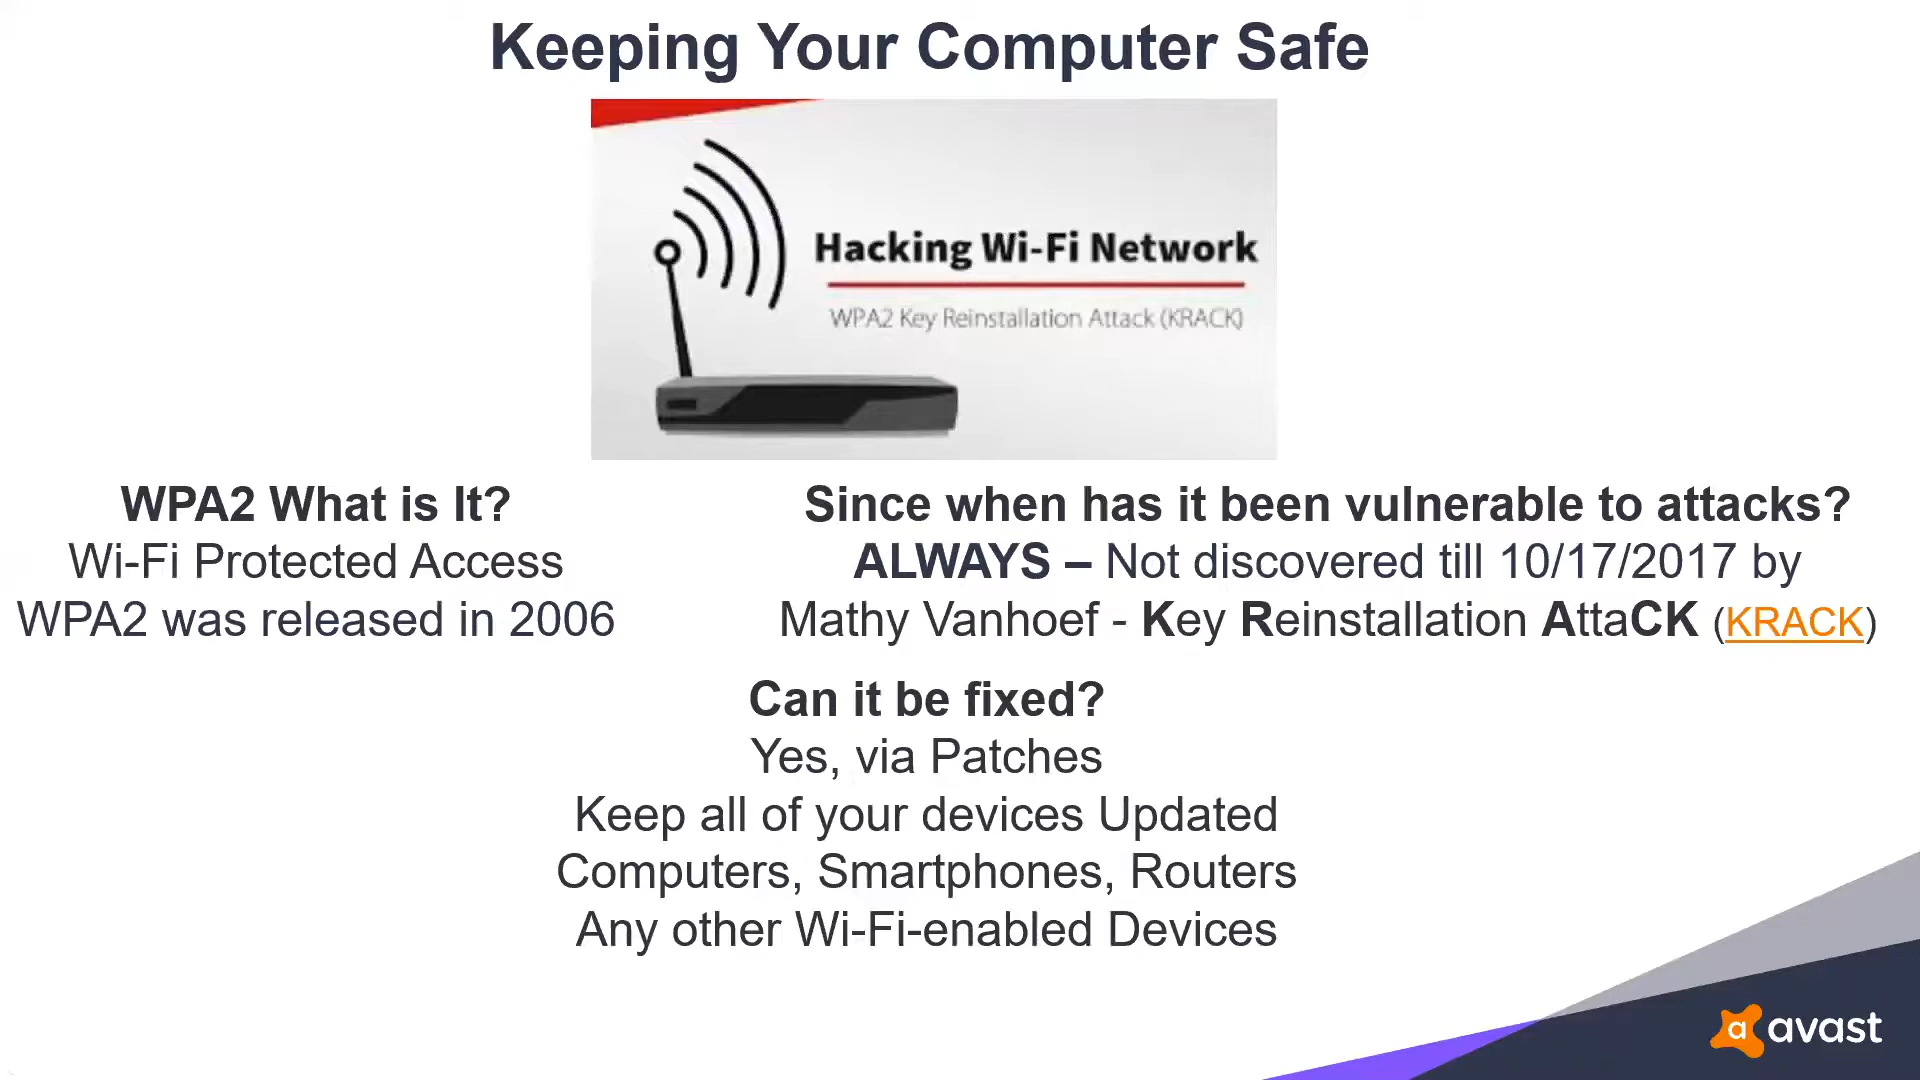 Keeping Your Computer Safe
Hacking Wi-Fi Network
WPA2 Key Reinstallation Attack (KRACK)
WPA2 What is It?
Wi-Fi Protected Access
WPA2 was released in 2006
Since when has it been vulnerable to attacks?
ALWAYS – Not discovered till 10/17/2017 by
Mathy Vanhoef - Key Reinstallation AttaCK (KRACK)
Can it be fixed?
Yes, via Patches
Keep all of your devices Updated
Computers, Smartphones, Routers
Any other Wi-Fi-enabled Devices
a avast